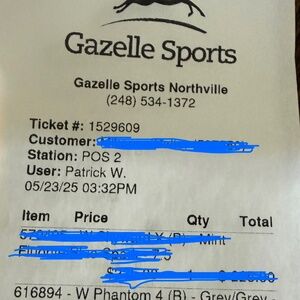 Gazelle Sports
Gazelle Sports Northville
(248) 534-1372
Ticket #: 1529609
Customer:
Station: POS 2
User: Patrick W.
05/23/25 03:32PM
Item Price Qty Total
Mint
616894 - W Phantom 4 (B) - Grey/Grey -